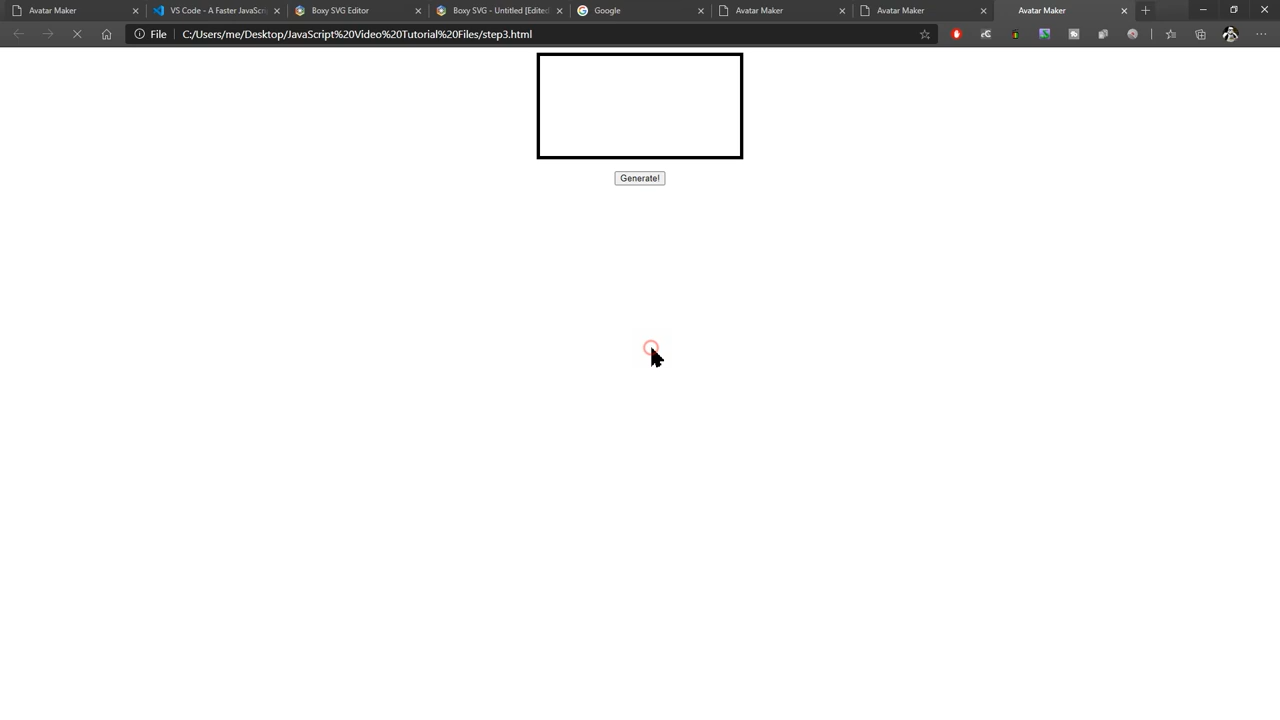 Avatar Maker
VS Code - A Faster JavaScri
Boxy SVG Editor
Boxy SVG - Untitled [Edited
Google
Avatar Maker
Avatar Maker
Avatar Maker
File
C:/Users/me/Desktop/JavaScript%20Video%20Tutorial%20Files/step3.html
Generate!